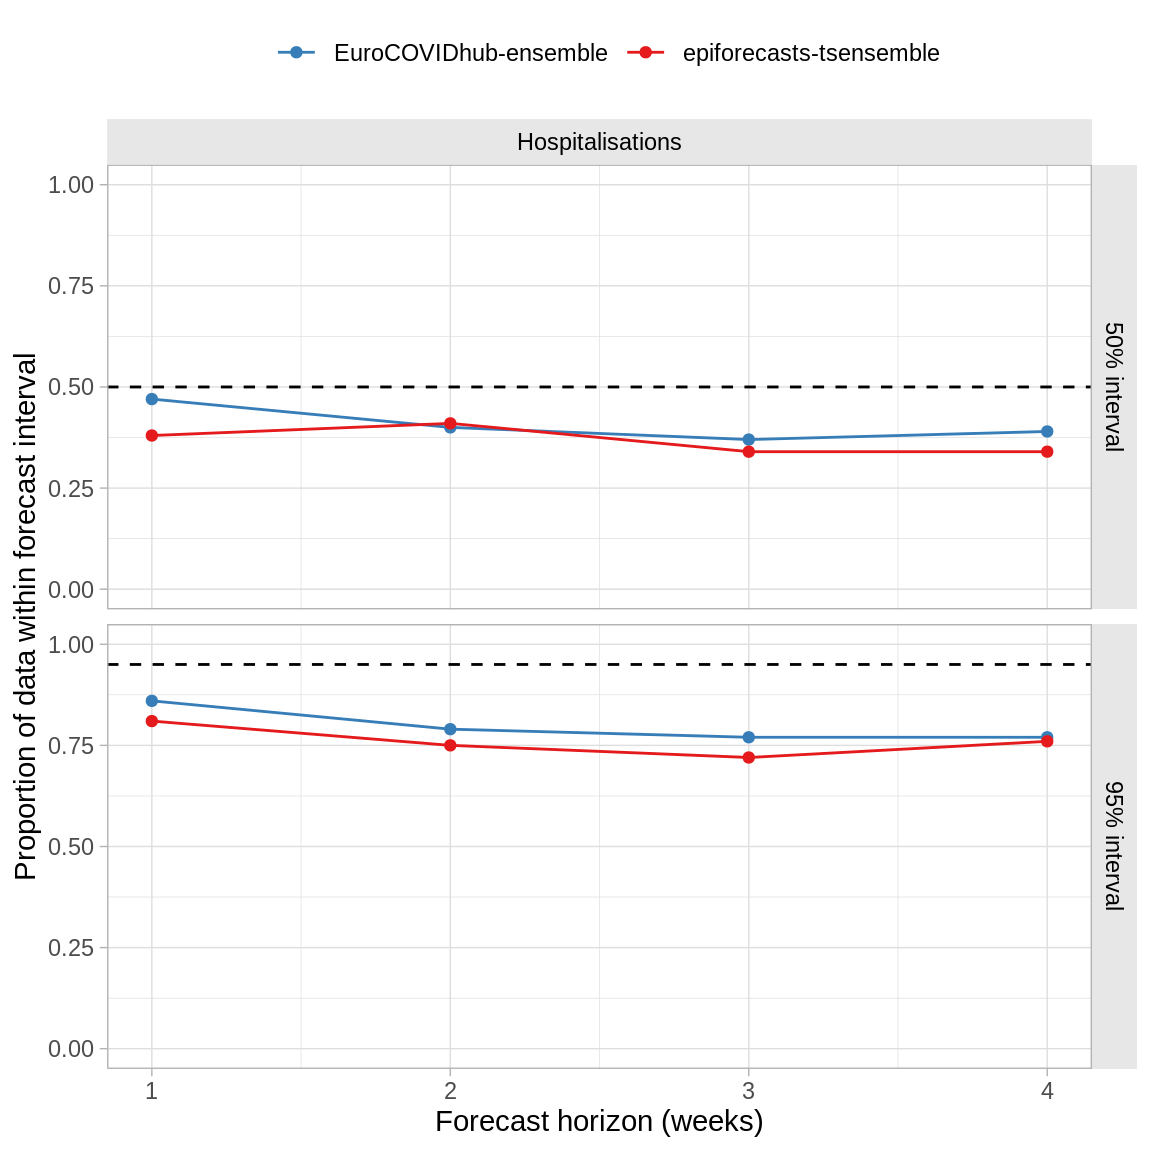 EuroCOVIDhub-ensemble epiforecasts-tsensemble
Hospitalisations
1.00
0.75
0.50
0.25
0.00
50% interval
1.00
0.75
0.50
0.25
0.00
95% interval
1 2 3 4
Forecast horizon (weeks)
Proportion of data within forecast interval